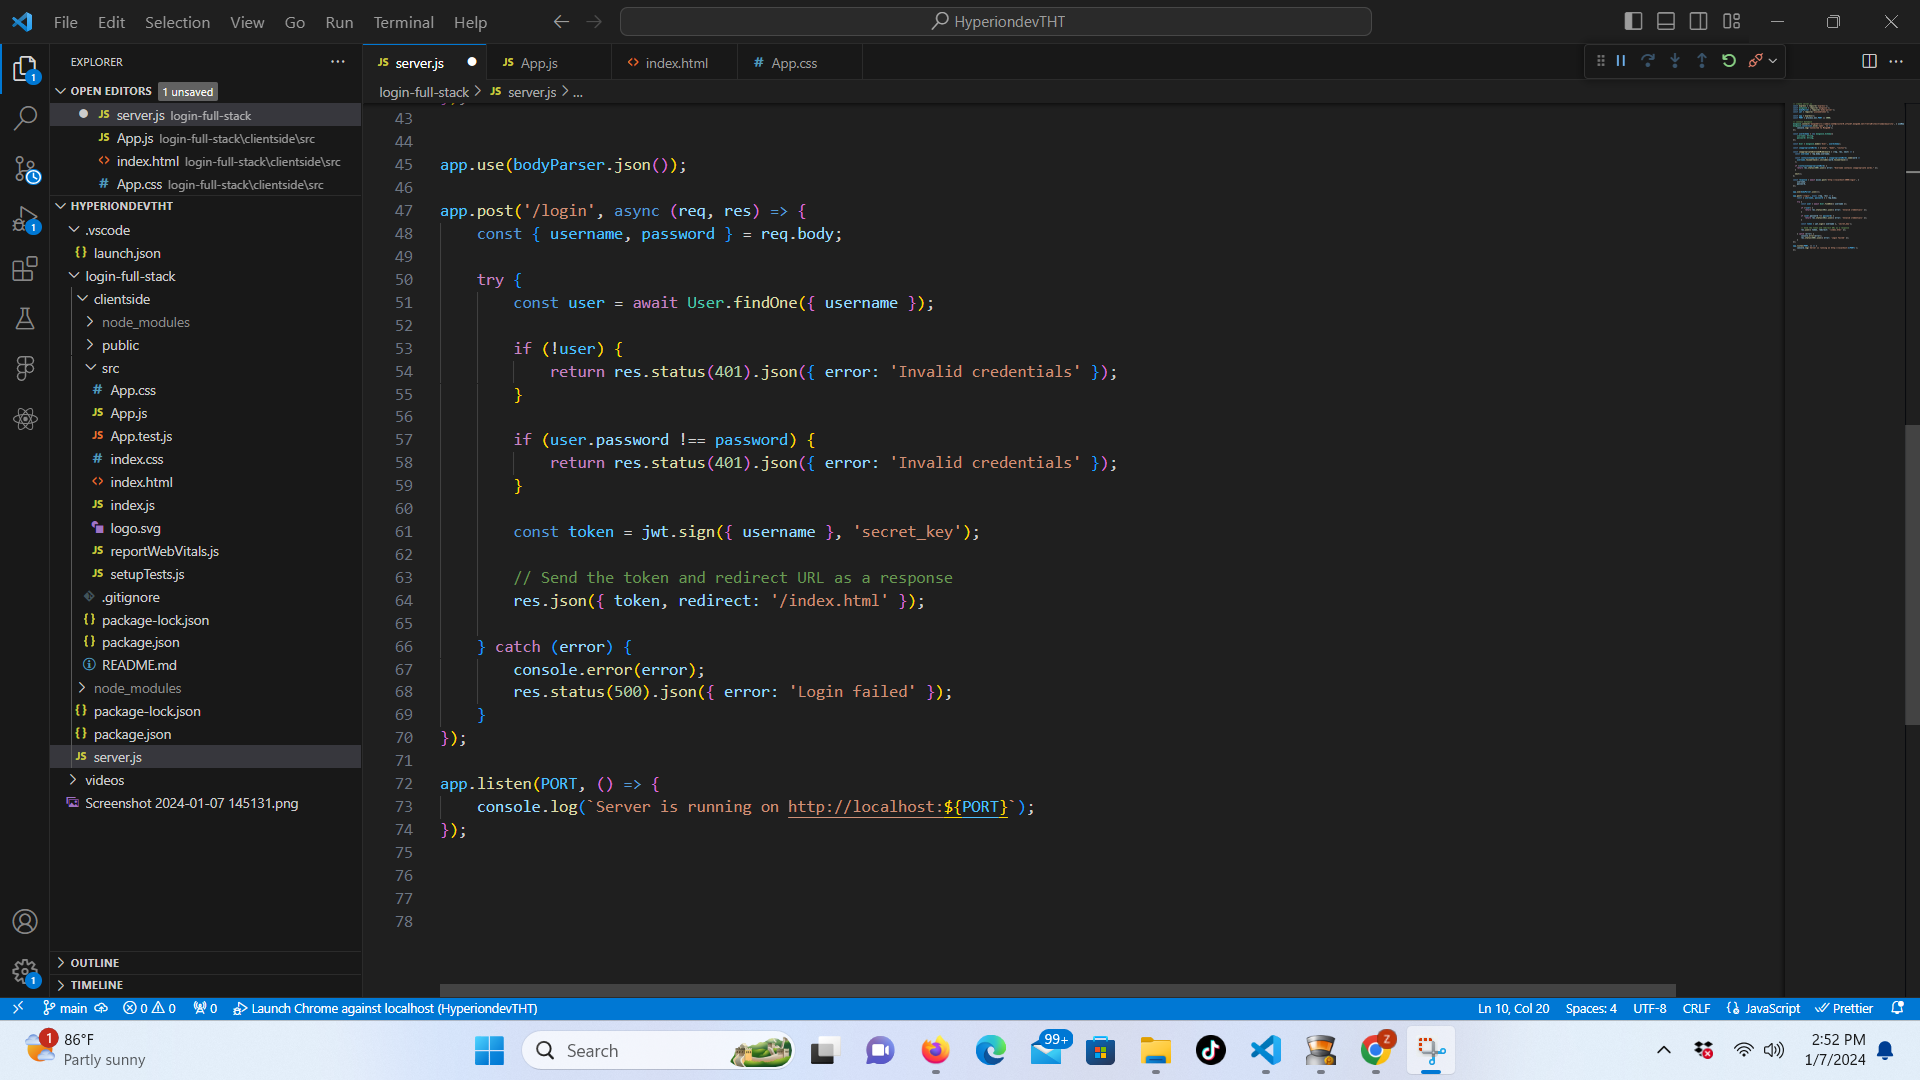 File Edit Selection View Go Run Terminal Help
HyperiondevTHT
EXPLORER
OPEN EDITORS 1 unsaved
server.js login-full-stack
App.js login-full-stack\clientside\src
index.html login-full-stack\clientside\src
App.css login-full-stack\clientside\src
HYPERIONDEVTHT
.vscode
launch.json
login-full-stack
clientside
node_modules
public
src
App.css
App.js
App.test.js
index.css
index.html
index.js
logo.svg
reportWebVitals.js
setupTests.js
.gitignore
package-lock.json
package.json
README.md
node_modules
package-lock.json
package.json
server.js
videos
Screenshot 2024-01-07 145131.png
OUTLINE
TIMELINE
server.js App.js index.html App.css
login-full-stack > JS server.js > ...
43
44
45 app.use(bodyParser.json());
46
47 app.post('/login', async (req, res) => {
48 const { username, password } = req.body;
49
50 try {
51 const user = await User.findOne({ username });
52
53 if (!user) {
54 return res.status(401).json({ error: 'Invalid credentials' });
55 }
56
57 if (user.password !== password) {
58 return res.status(401).json({ error: 'Invalid credentials' });
59 }
60
61 const token = jwt.sign({ username }, 'secret_key');
62
63 // Send the token and redirect URL as a response
64 res.json({ token, redirect: '/index.html' });
65
66 } catch (error) {
67 console.error(error);
68 res.status(500).json({ error: 'Login failed' });
69 }
70 });
71
72 app.listen(PORT, () => {
73 console.log(`Server is running on http://localhost:${PORT}`);
74 });
75
76
77
78
main 0 0 0 Launch Chrome against localhost (HyperiondevTHT) Ln 10, Col 20 Spaces: 4 UTF-8 CRLF {} JavaScript Prettier
1 86°F
Partly sunny
Search
99+
Z
2:52 PM
1/7/2024